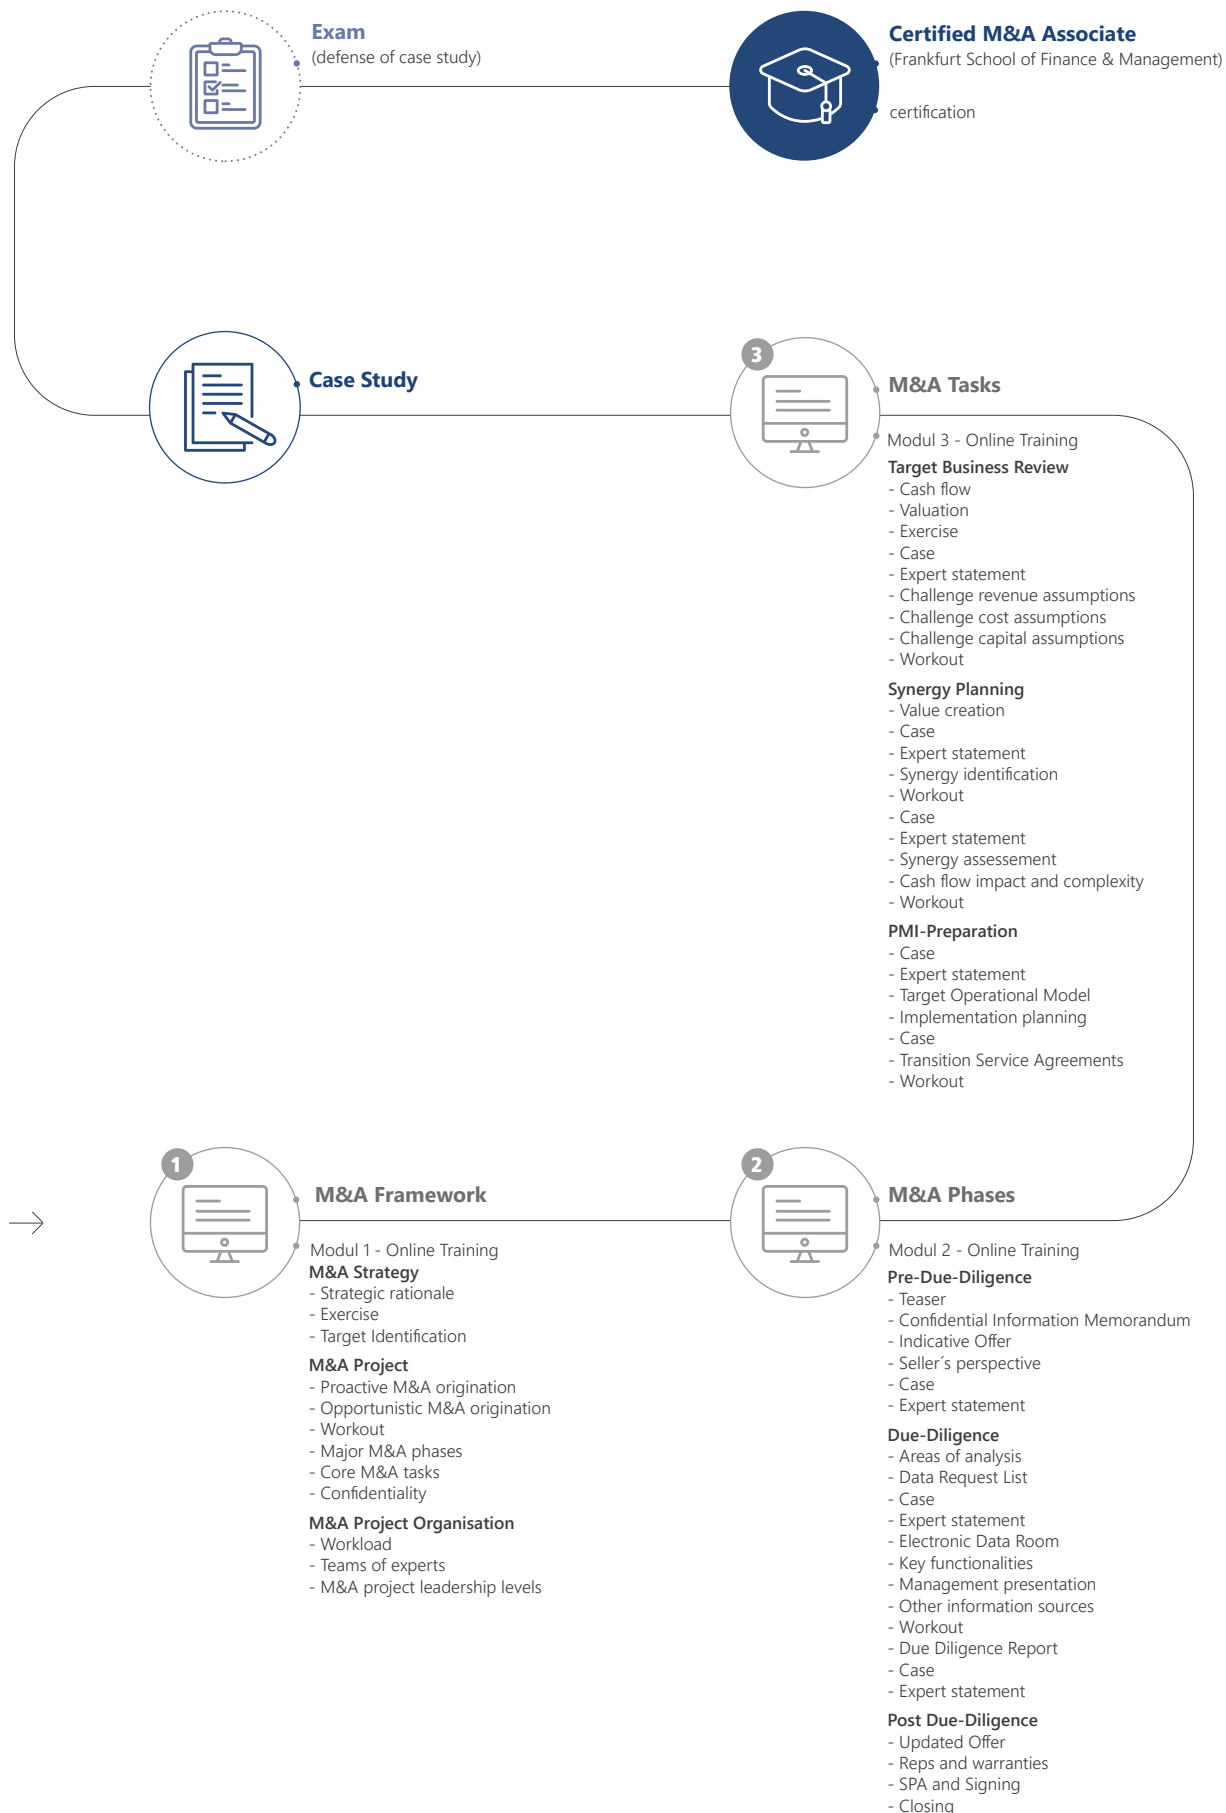 Exam
(defense of case study)
Certified M&A Associate
(Frankfurt School of Finance & Management)
certification
Case Study
3
M&A Tasks
Modul 3 - Online Training
Target Business Review
- Cash flow
- Valuation
- Exercise
- Case
- Expert statement
- Challenge revenue assumptions
- Challenge cost assumptions
- Challenge capital assumptions
- Workout
Synergy Planning
- Value creation
- Case
- Expert statement
- Synergy identification
- Workout
- Case
- Expert statement
- Synergy assessement
- Cash flow impact and complexity
- Workout
PMI-Preparation
- Case
- Expert statement
- Target Operational Model
- Implementation planning
- Case
- Transition Service Agreements
- Workout
1
M&A Framework
Modul 1 - Online Training
M&A Strategy
- Strategic rationale
- Exercise
- Target Identification
M&A Project
- Proactive M&A origination
- Opportunistic M&A origination
- Workout
- Major M&A phases
- Core M&A tasks
- Confidentiality
M&A Project Organisation
- Workload
- Teams of experts
- M&A project leadership levels
2
M&A Phases
Modul 2 - Online Training
Pre-Due-Diligence
- Teaser
- Confidential Information Memorandum
- Indicative Offer
- Seller´s perspective
- Case
- Expert statement
Due-Diligence
- Areas of analysis
- Data Request List
- Case
- Expert statement
- Electronic Data Room
- Key functionalities
- Management presentation
- Other information sources
- Workout
- Due Diligence Report
- Case
- Expert statement
Post Due-Diligence
- Updated Offer
- Reps and warranties
- SPA and Signing
- Closing